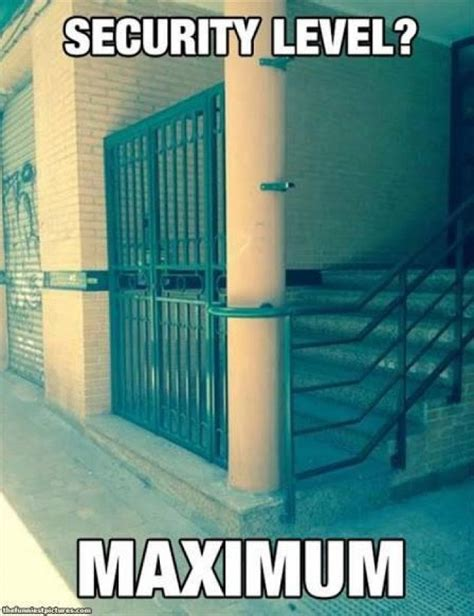 SECURITY LEVEL?
MAXIMUM
thefunniestpictures.com